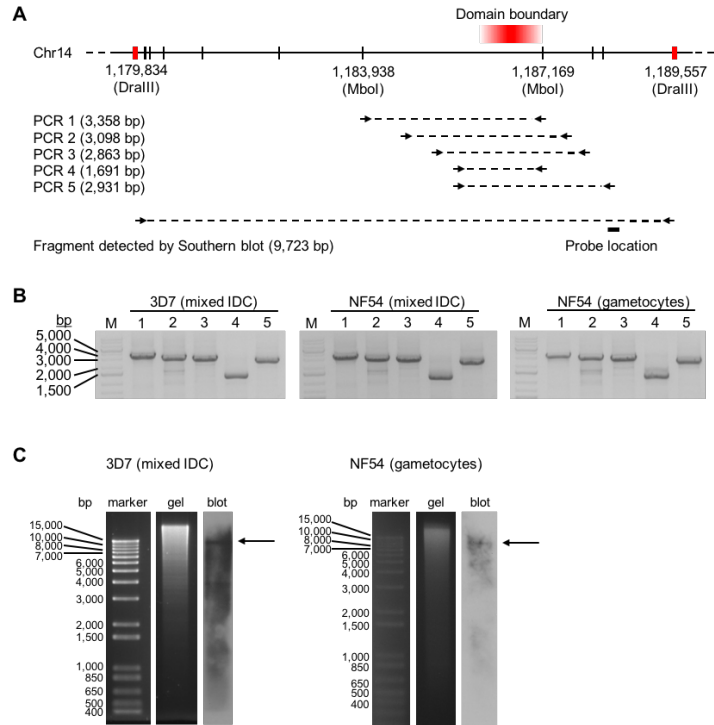 A
Domain boundary
Chr14
1,179,834 1,183,938 1,187,169 1,189,557
(DraIII) (MboI) (MboI) (DraIII)
PCR 1 (3,358 bp)
PCR 2 (3,098 bp)
PCR 3 (2,863 bp)
PCR 4 (1,691 bp)
PCR 5 (2,931 bp)
Fragment detected by Southern blot (9,723 bp) Probe location
B
3D7 (mixed IDC) NF54 (mixed IDC) NF54 (gametocytes)
bp M 1 2 3 4 5 M 1 2 3 4 5 M 1 2 3 4 5
5,000
4,000
3,000
2,000
1,500
C
3D7 (mixed IDC) NF54 (gametocytes)
bp marker gel blot bp marker gel blot
15,000 15,000
10,000 10,000
8,000 8,000
7,000 7,000
6,000 6,000
5,000 5,000
4,000 4,000
3,000 3,000
2,000 2,000
1,500 1,500
1,000 1,000
850 850
650 650
500 500
400 400